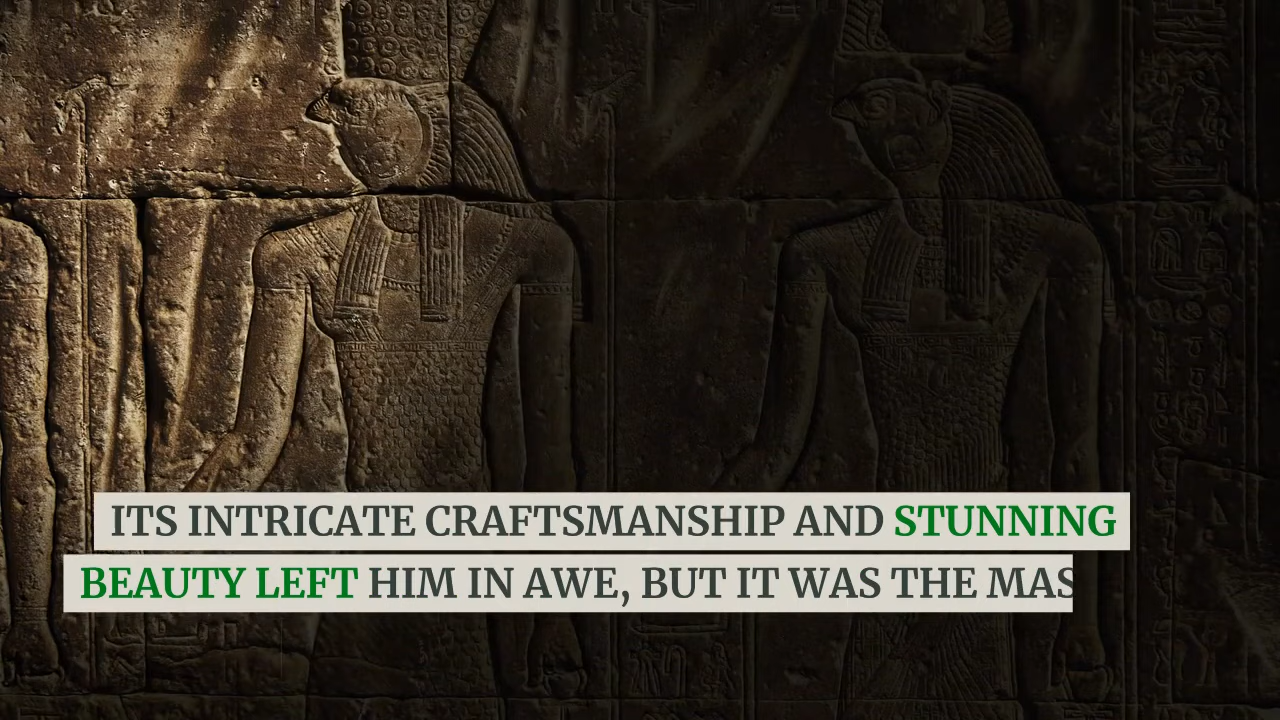 ITS INTRICATE CRAFTSMANSHIP AND STUNNING
BEAUTY LEFT HIM IN AWE, BUT IT WAS THE MAS